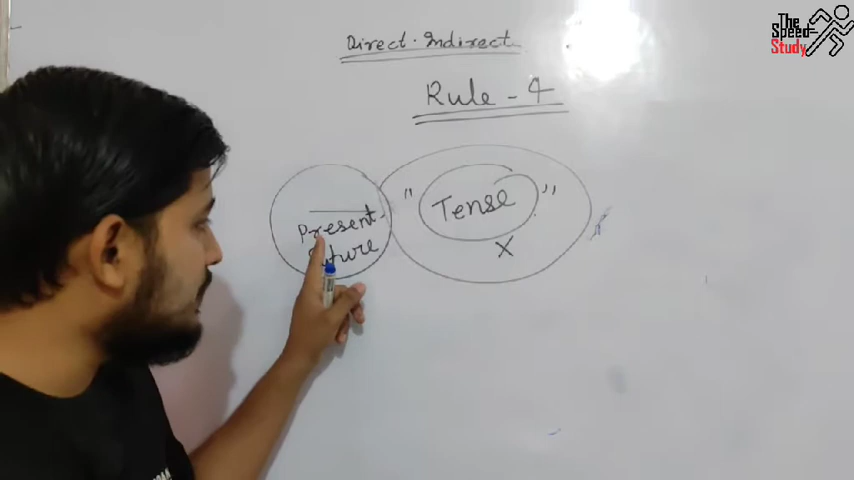 The
Speed
Study
Direct. Indirect
Rule - 4
" Tense "
Present
Future
X